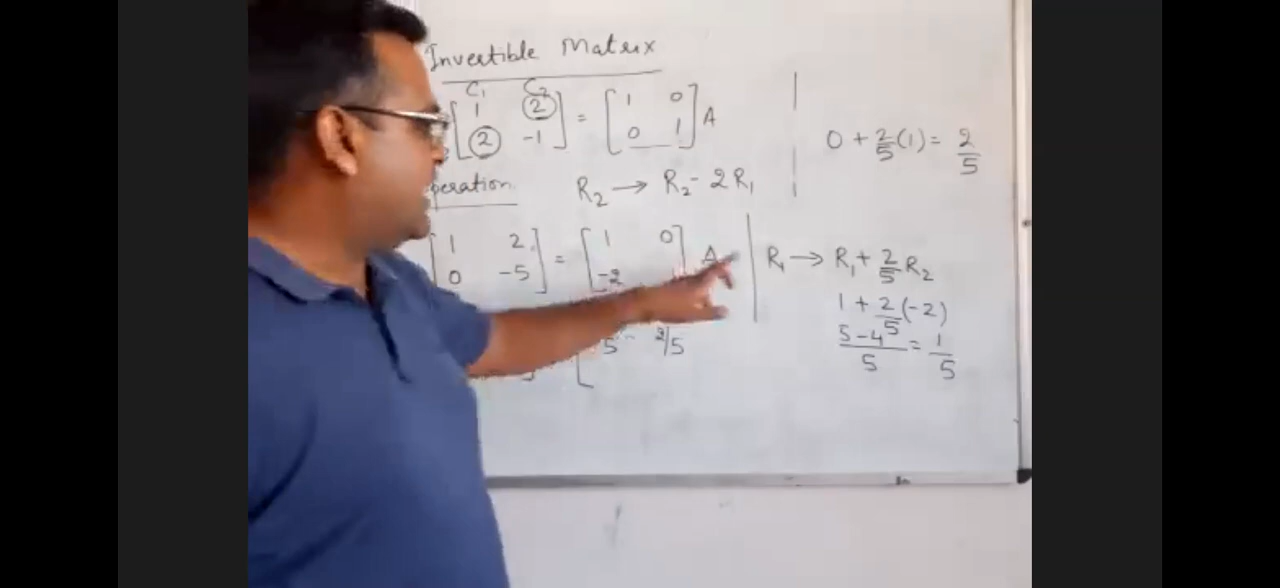 Invertible Matrix
C₁ C₂
[1 2
2 -1] = [1 0
0 1] A
0 + 2/5 (1) = 2/5
peration R₂ → R₂ - 2R₁
[1 2
0 -5] = [1 0
-2] A
R₁ → R₁ + 2/5 R₂
1 + 2/5 (-2)
5-4/5 = 1/5
5 2/5